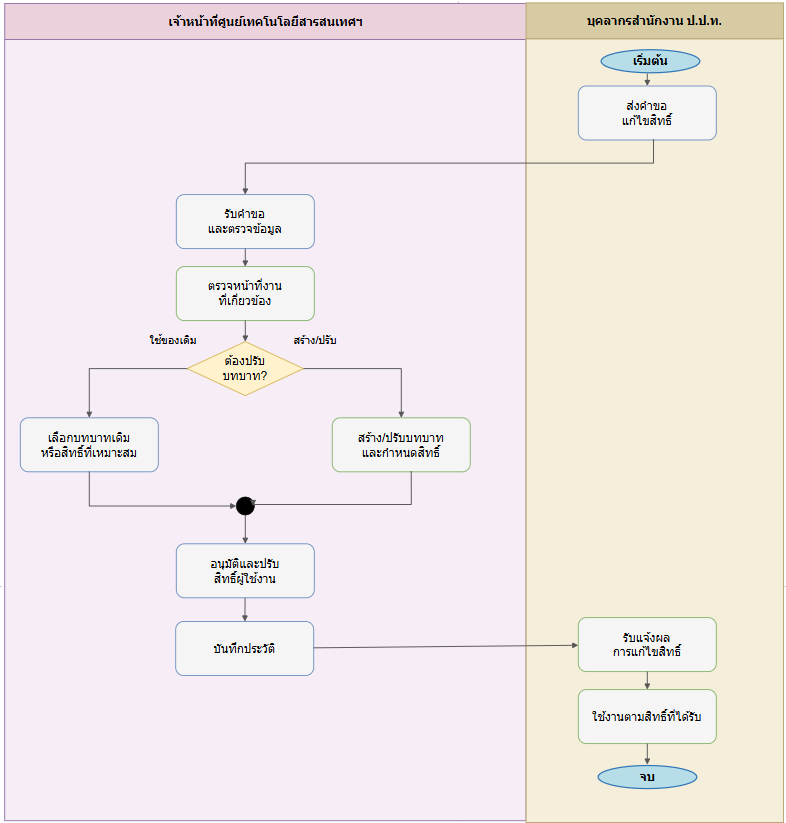 เจ้าหน้าที่ศูนย์เทคโนโลยีสารสนเทศฯ
บุคลากรสำนักงาน ป.ป.ท.
เริ่มต้น
ส่งคำขอ
แก้ไขสิทธิ์
รับคำขอ
และตรวจข้อมูล
ตรวจหน้าที่งาน
ที่เกี่ยวข้อง
ใช้ของเดิม
สร้าง/ปรับ
ต้องปรับ
บทบาท?
เลือกบทบาทเดิม
หรือสิทธิ์ที่เหมาะสม
สร้าง/ปรับบทบาท
และกำหนดสิทธิ์
อนุมัติและปรับ
สิทธิ์ผู้ใช้งาน
บันทึกประวัติ
รับแจ้งผล
การแก้ไขสิทธิ์
ใช้งานตามสิทธิ์ที่ได้รับ
จบ